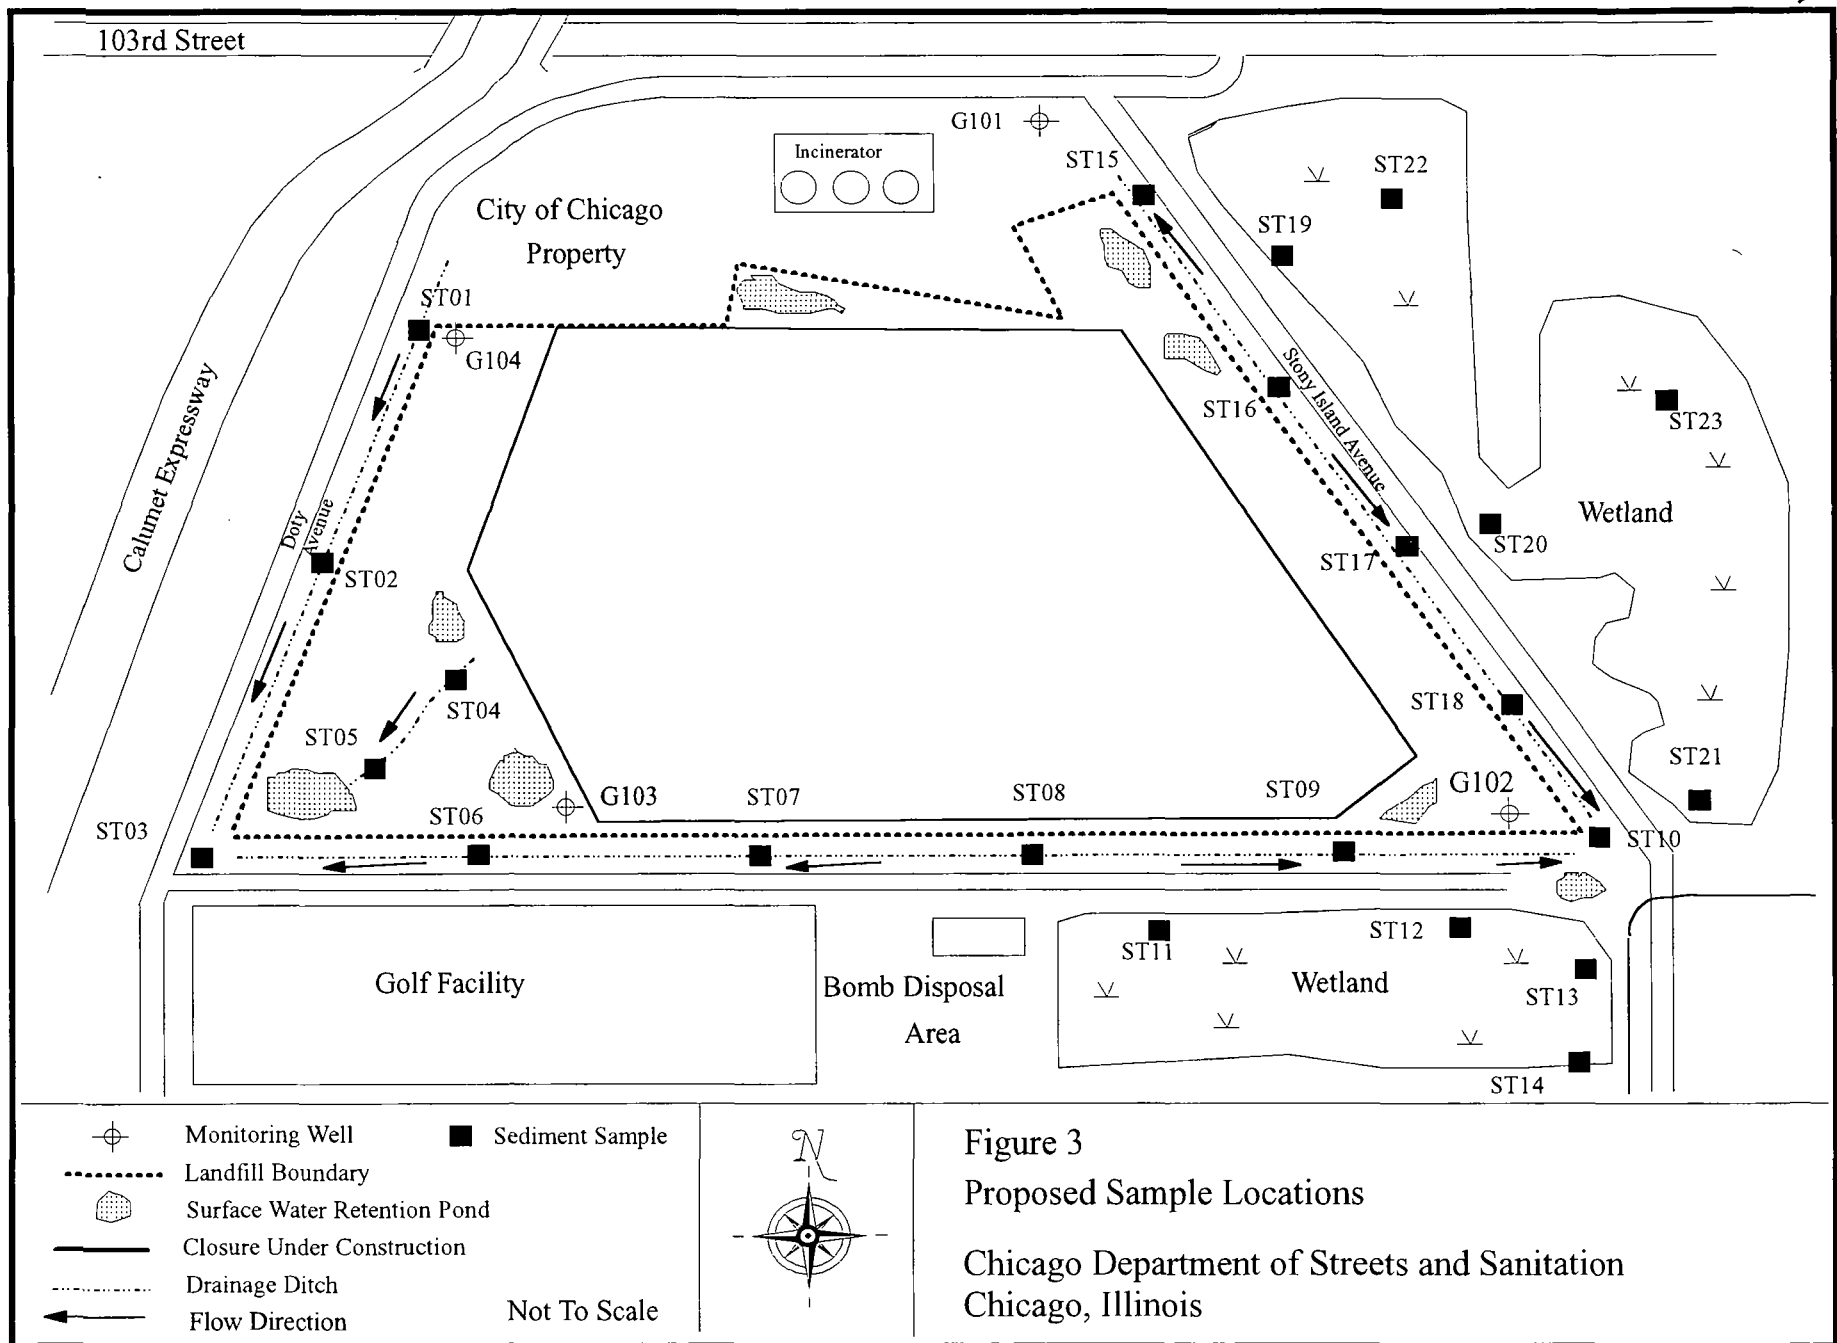 103rd Street
G101
Incinerator
ST15
ST22
City of Chicago
Property
ST19
ST01
G104
Stony Island Avenue
ST16
ST23
Calumet Expressway
Doty
Avenue
Wetland
ST20
ST17
ST02
ST04
ST18
ST05
ST21
G102
G103
ST07
ST08
ST09
ST06
ST03
ST10
ST11
ST12
Golf Facility
Bomb Disposal
Area
Wetland
ST13
ST14
Monitoring Well
Sediment Sample
Landfill Boundary
Surface Water Retention Pond
Closure Under Construction
Drainage Ditch
Flow Direction
Not To Scale
N
Figure 3
Proposed Sample Locations
Chicago Department of Streets and Sanitation
Chicago, Illinois